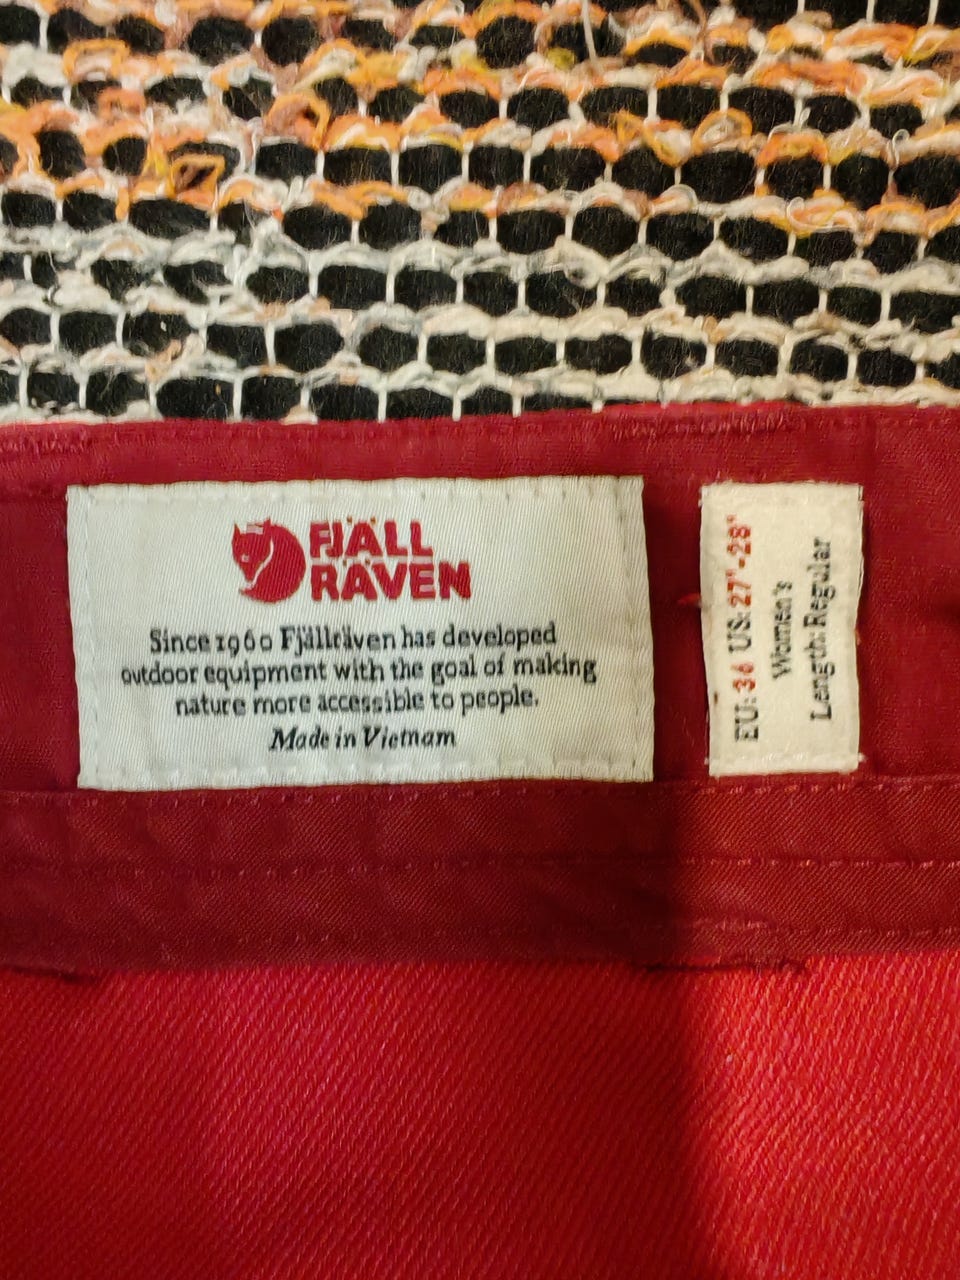 FJÄLL
RÄVEN
Since 1960 Fjällräven has developed
outdoor equipment with the goal of making
nature more accessible to people.
Made in Vietnam
EU: 36 US: 27"-28"
Women's
Length: Regular